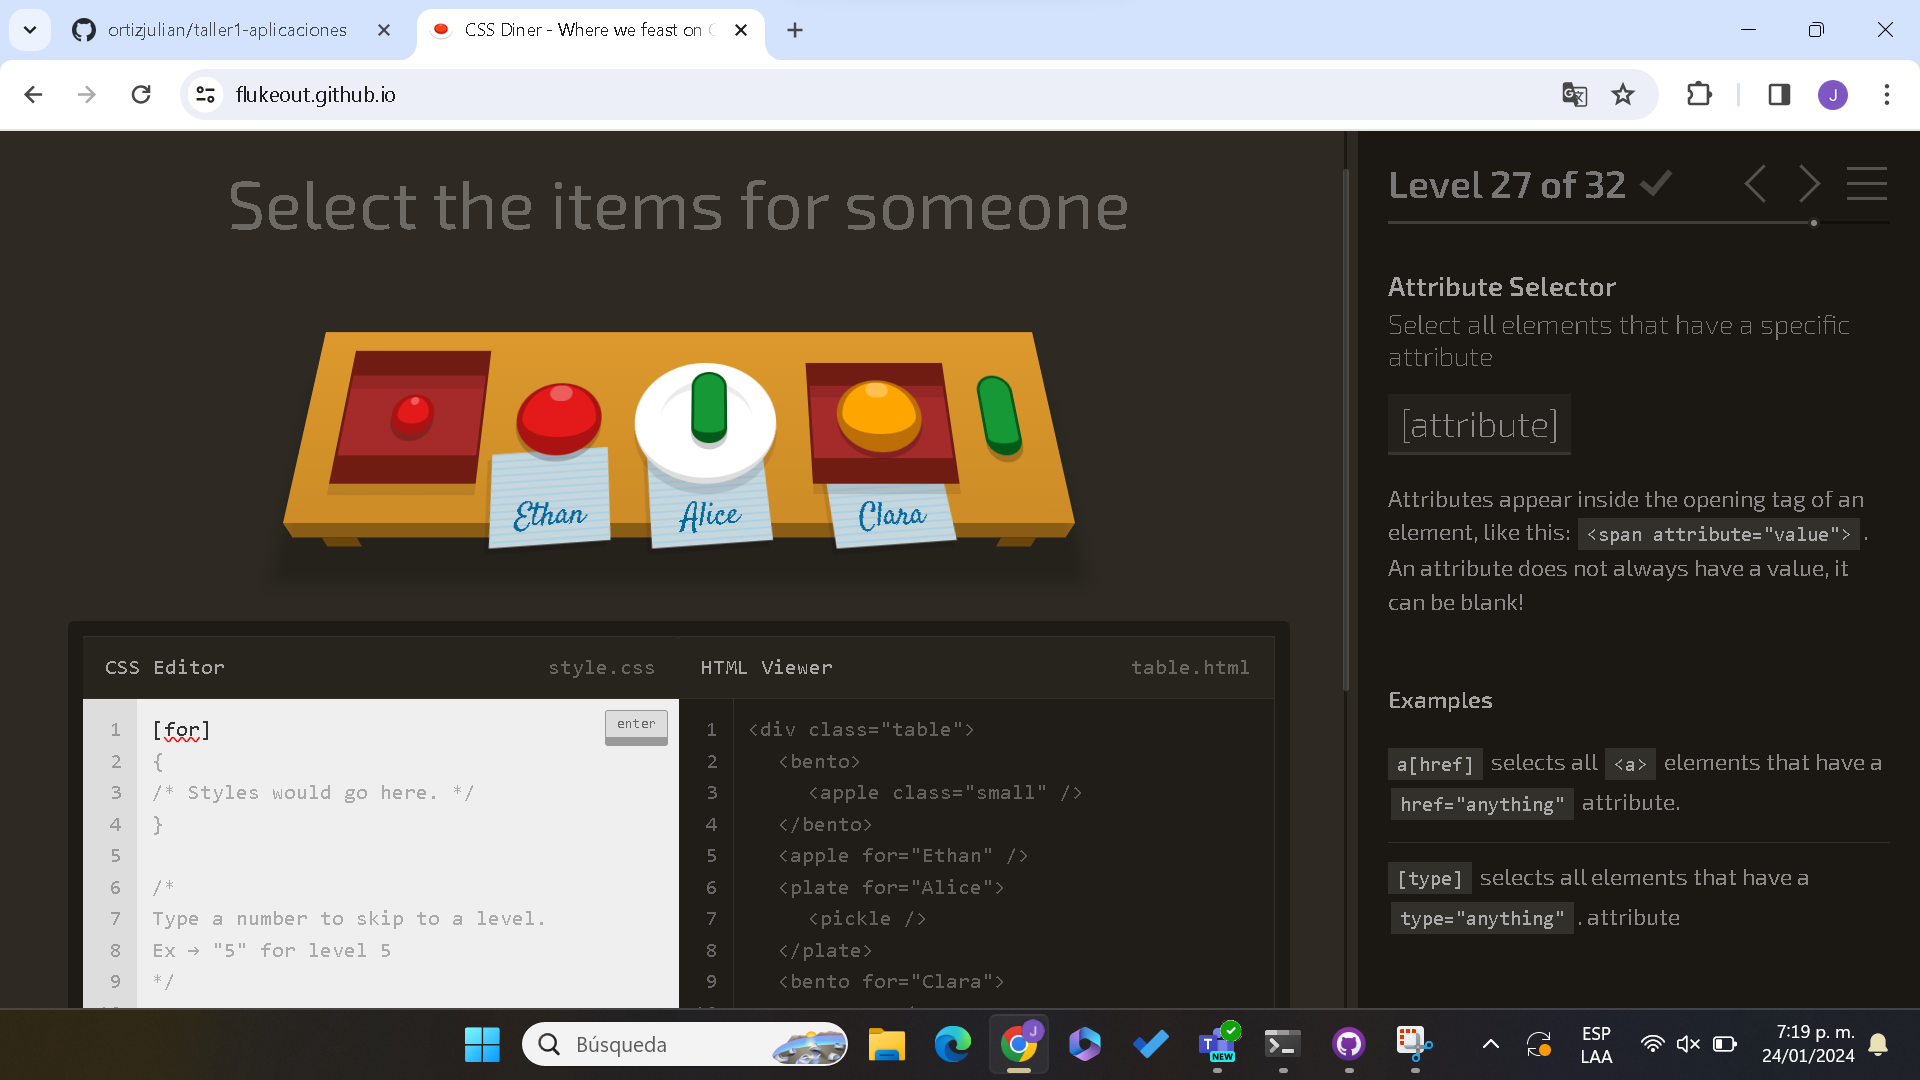 ortizjulian/taller1-aplicaciones
CSS Diner - Where we feast on
flukeout.github.io
J
Select the items for someone
Ethan
Alice
Clara
CSS Editor
style.css
HTML Viewer
table.html
1 [for]
enter
2 {
3 /* Styles would go here. */
4 }
5
6 /*
7 Type a number to skip to a level.
8 Ex → "5" for level 5
9 */
1 <div class="table">
2 <bento>
3 <apple class="small" />
4 </bento>
5 <apple for="Ethan" />
6 <plate for="Alice">
7 <pickle />
8 </plate>
9 <bento for="Clara">
Level 27 of 32
Attribute Selector
Select all elements that have a specific
attribute
[attribute]
Attributes appear inside the opening tag of an
element, like this: <span attribute="value"> .
An attribute does not always have a value, it
can be blank!
Examples
a[href] selects all <a> elements that have a
href="anything" attribute.
[type] selects all elements that have a
type="anything" . attribute
Búsqueda
J
NEW
ESP
LAA
7:19 p. m.
24/01/2024